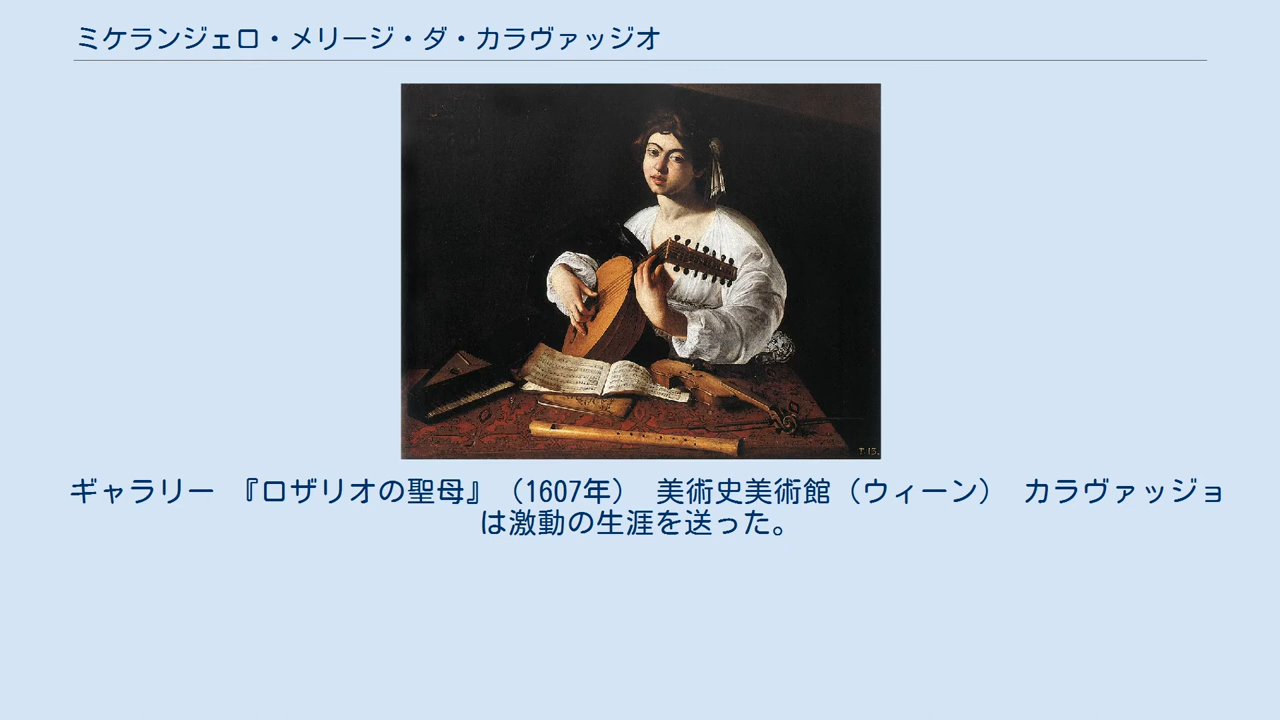 ミケランジェロ・メリージ・ダ・カラヴァッジオ
T.13.
ギャラリー 『ロザリオの聖母』（1607年） 美術史美術館（ウィーン） カラヴァッジョ
は激動の生涯を送った。